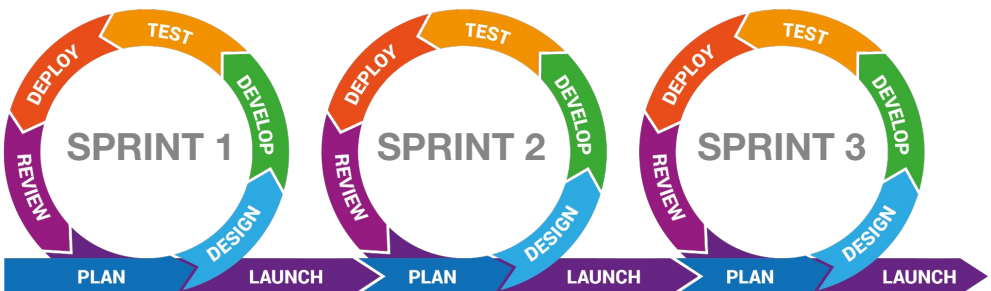 TEST TEST TEST
DEPLOY DEPLOY DEPLOY
DEVELOP DEVELOP DEVELOP
SPRINT 1 SPRINT 2 SPRINT 3
REVIEW REVIEW REVIEW
DESIGN DESIGN DESIGN
PLAN LAUNCH PLAN LAUNCH PLAN LAUNCH